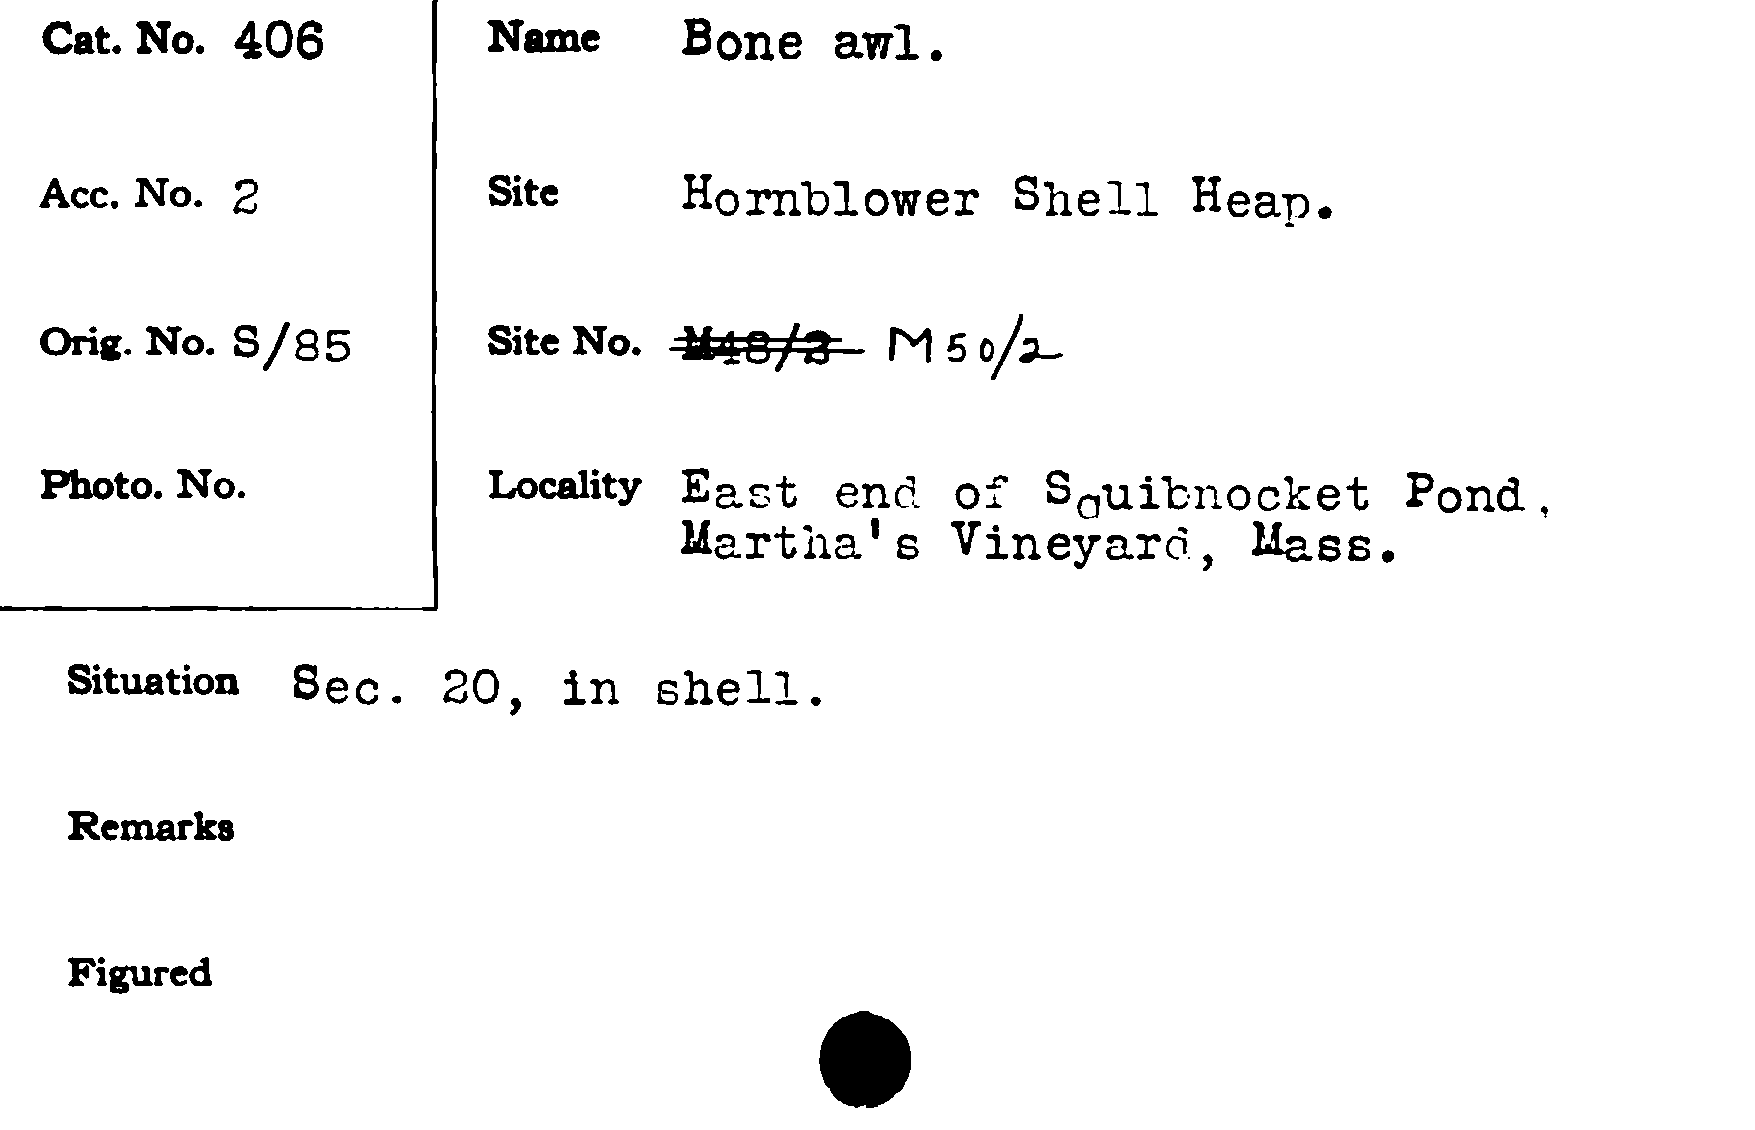 Cat. No. 406
Name Bone awl.
Acc. No. 2
Site Hornblower Shell Heap.
Orig. No. S/85
Site No. M48/2 M50/2
Photo. No.
Locality East end of Squibnocket Pond,
Martha's Vineyard, Mass.
Situation Sec. 20, in shell.
Remarks
Figured